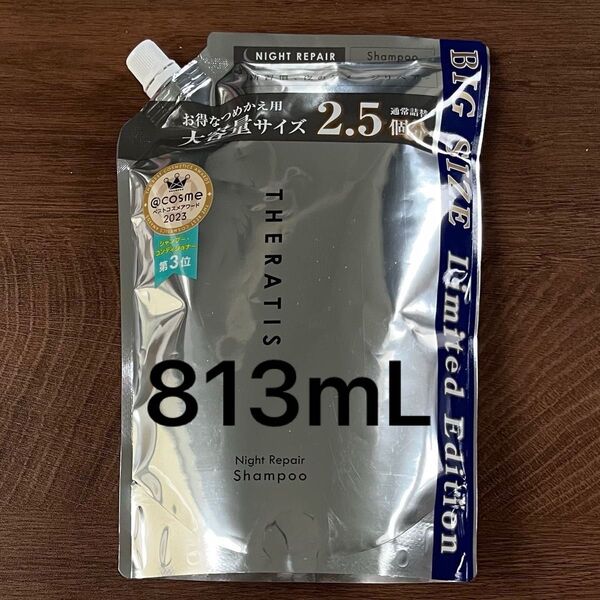 NIGHT REPAIR
Shampoo
お得なつめかえ用
大容量サイズ
2.5
通常詰替
個
BIG SIZE Limited Edition
@cosme
ベストコスメアワード
2023
シャンプー・
コンディショナー
第3位
THERATIS
813mL
Night Repair
Shampoo